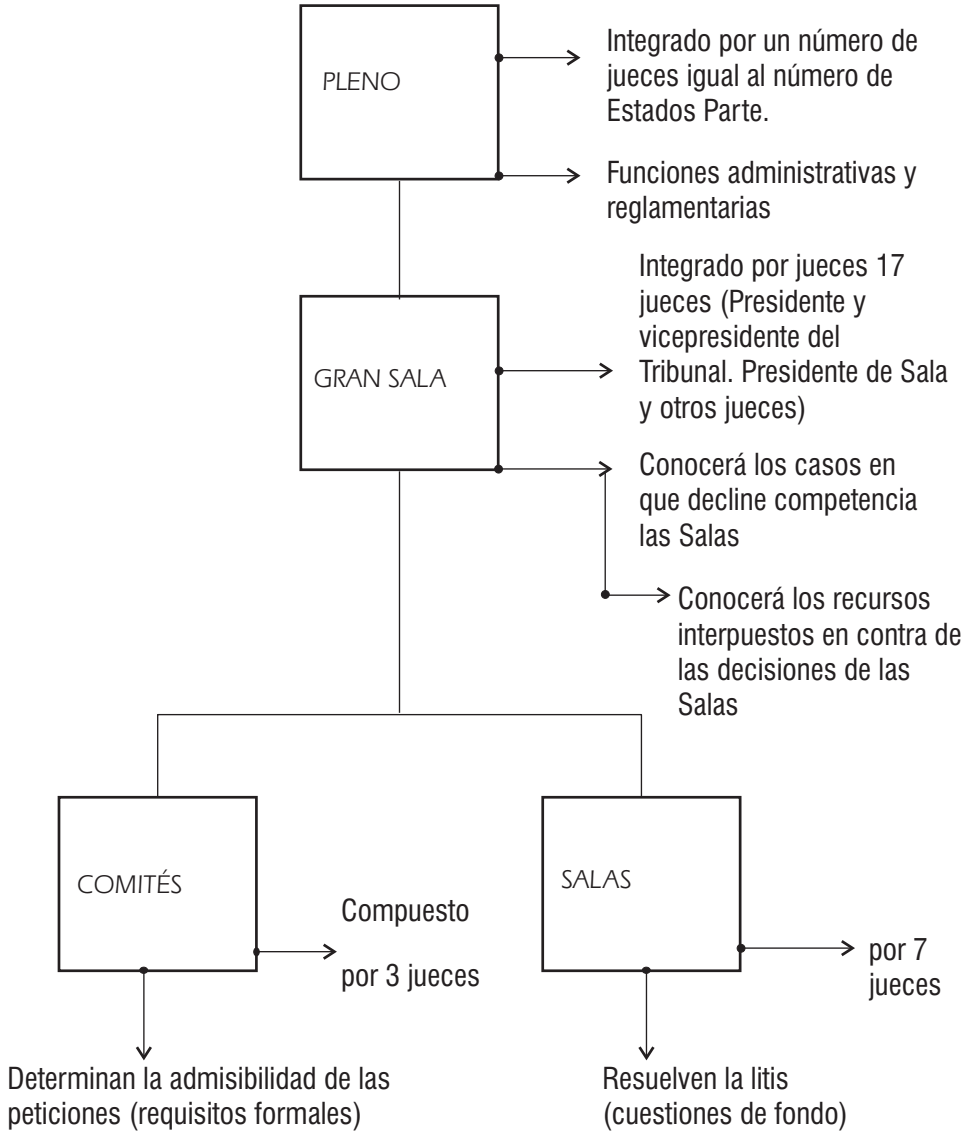 PLENO
Integrado por un número de
jueces igual al número de
Estados Parte.
Funciones administrativas y
reglamentarias
GRAN SALA
Integrado por jueces 17
jueces (Presidente y
vicepresidente del
Tribunal. Presidente de Sala
y otros jueces)
Conocerá los casos en
que decline competencia
las Salas
Conocerá los recursos
interpuestos en contra de
las decisiones de las
Salas
COMITÉS
Compuesto
por 3 jueces
Determinan la admisibilidad de las
peticiones (requisitos formales)
SALAS
por 7
jueces
Resuelven la litis
(cuestiones de fondo)